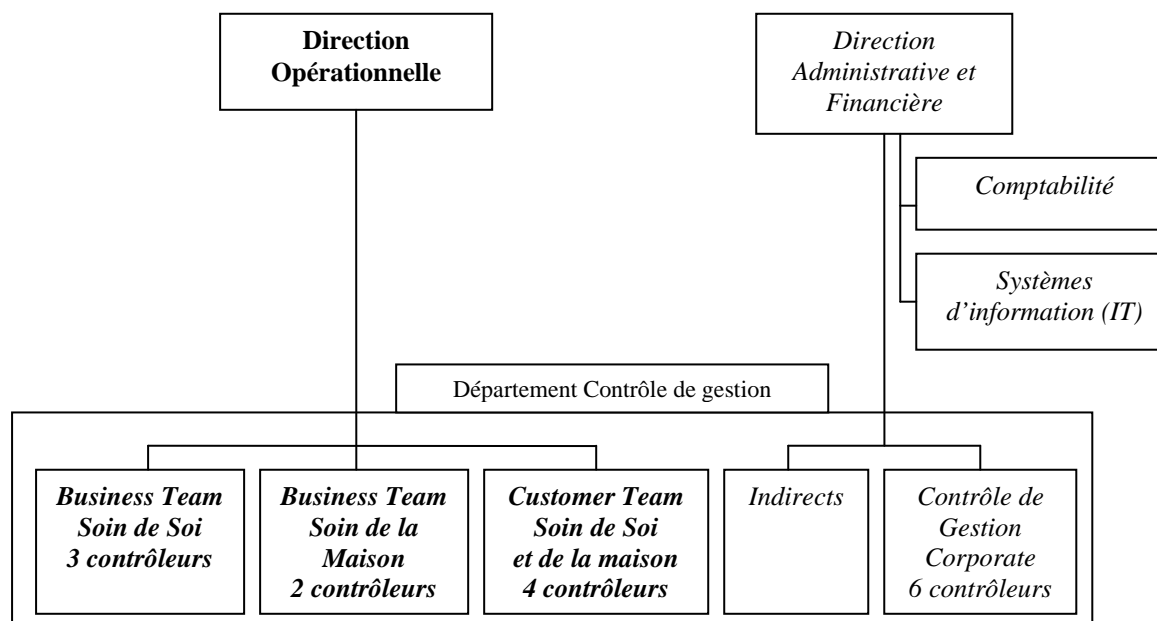 Direction
Opérationnelle
Direction
Administrative et
Financière
Comptabilité
Systèmes
d’information (IT)
Département Contrôle de gestion
Business Team
Soin de Soi
3 contrôleurs
Business Team
Soin de la
Maison
2 contrôleurs
Customer Team
Soin de Soi
et de la maison
4 contrôleurs
Indirects
Contrôle de
Gestion
Corporate
6 contrôleurs